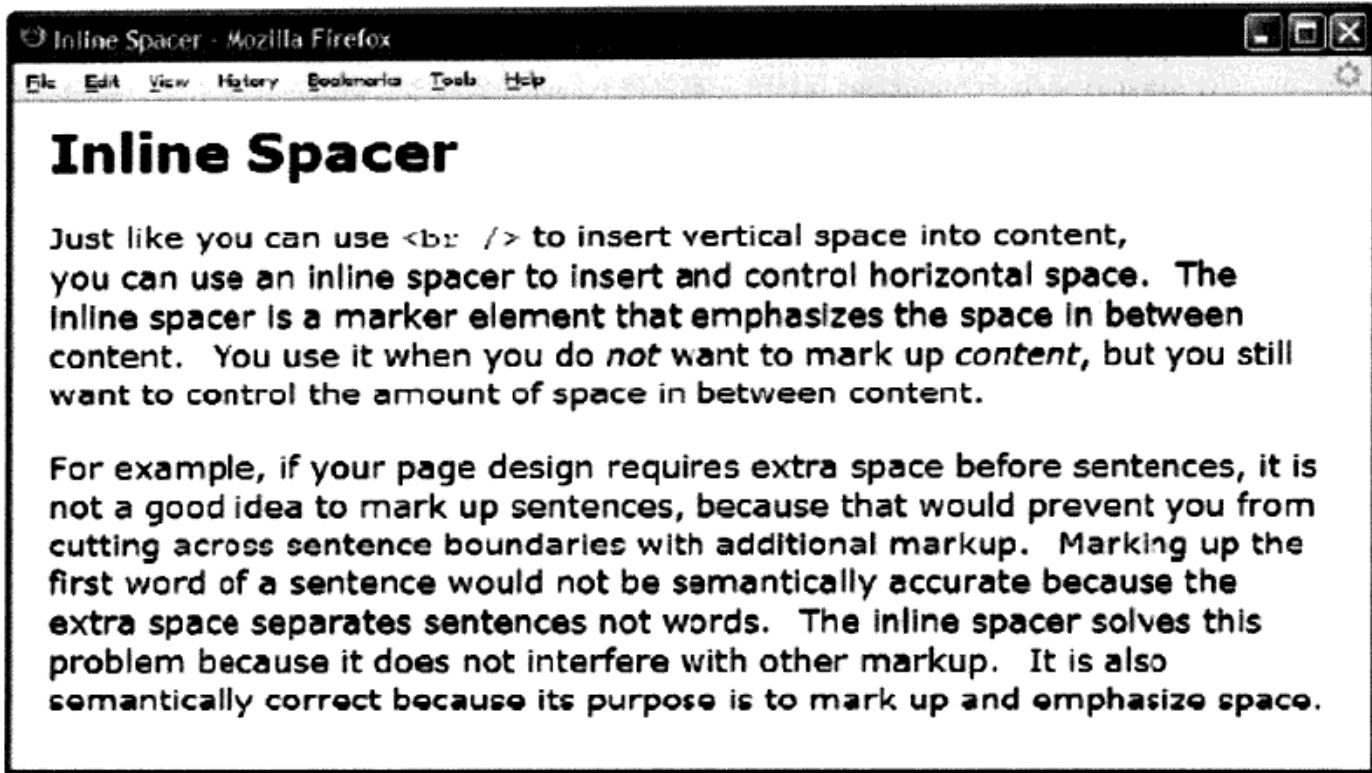 Inline Spacer - Mozilla Firefox
File Edit View History Bookmarks Tools Help
Inline Spacer
Just like you can use <br /> to insert vertical space into content,
you can use an inline spacer to insert and control horizontal space. The
inline spacer is a marker element that emphasizes the space in between
content. You use it when you do not want to mark up content, but you still
want to control the amount of space in between content.
For example, if your page design requires extra space before sentences, it is
not a good idea to mark up sentences, because that would prevent you from
cutting across sentence boundaries with additional markup. Marking up the
first word of a sentence would not be semantically accurate because the
extra space separates sentences not words. The inline spacer solves this
problem because it does not interfere with other markup. It is also
semantically correct because its purpose is to mark up and emphasize space.